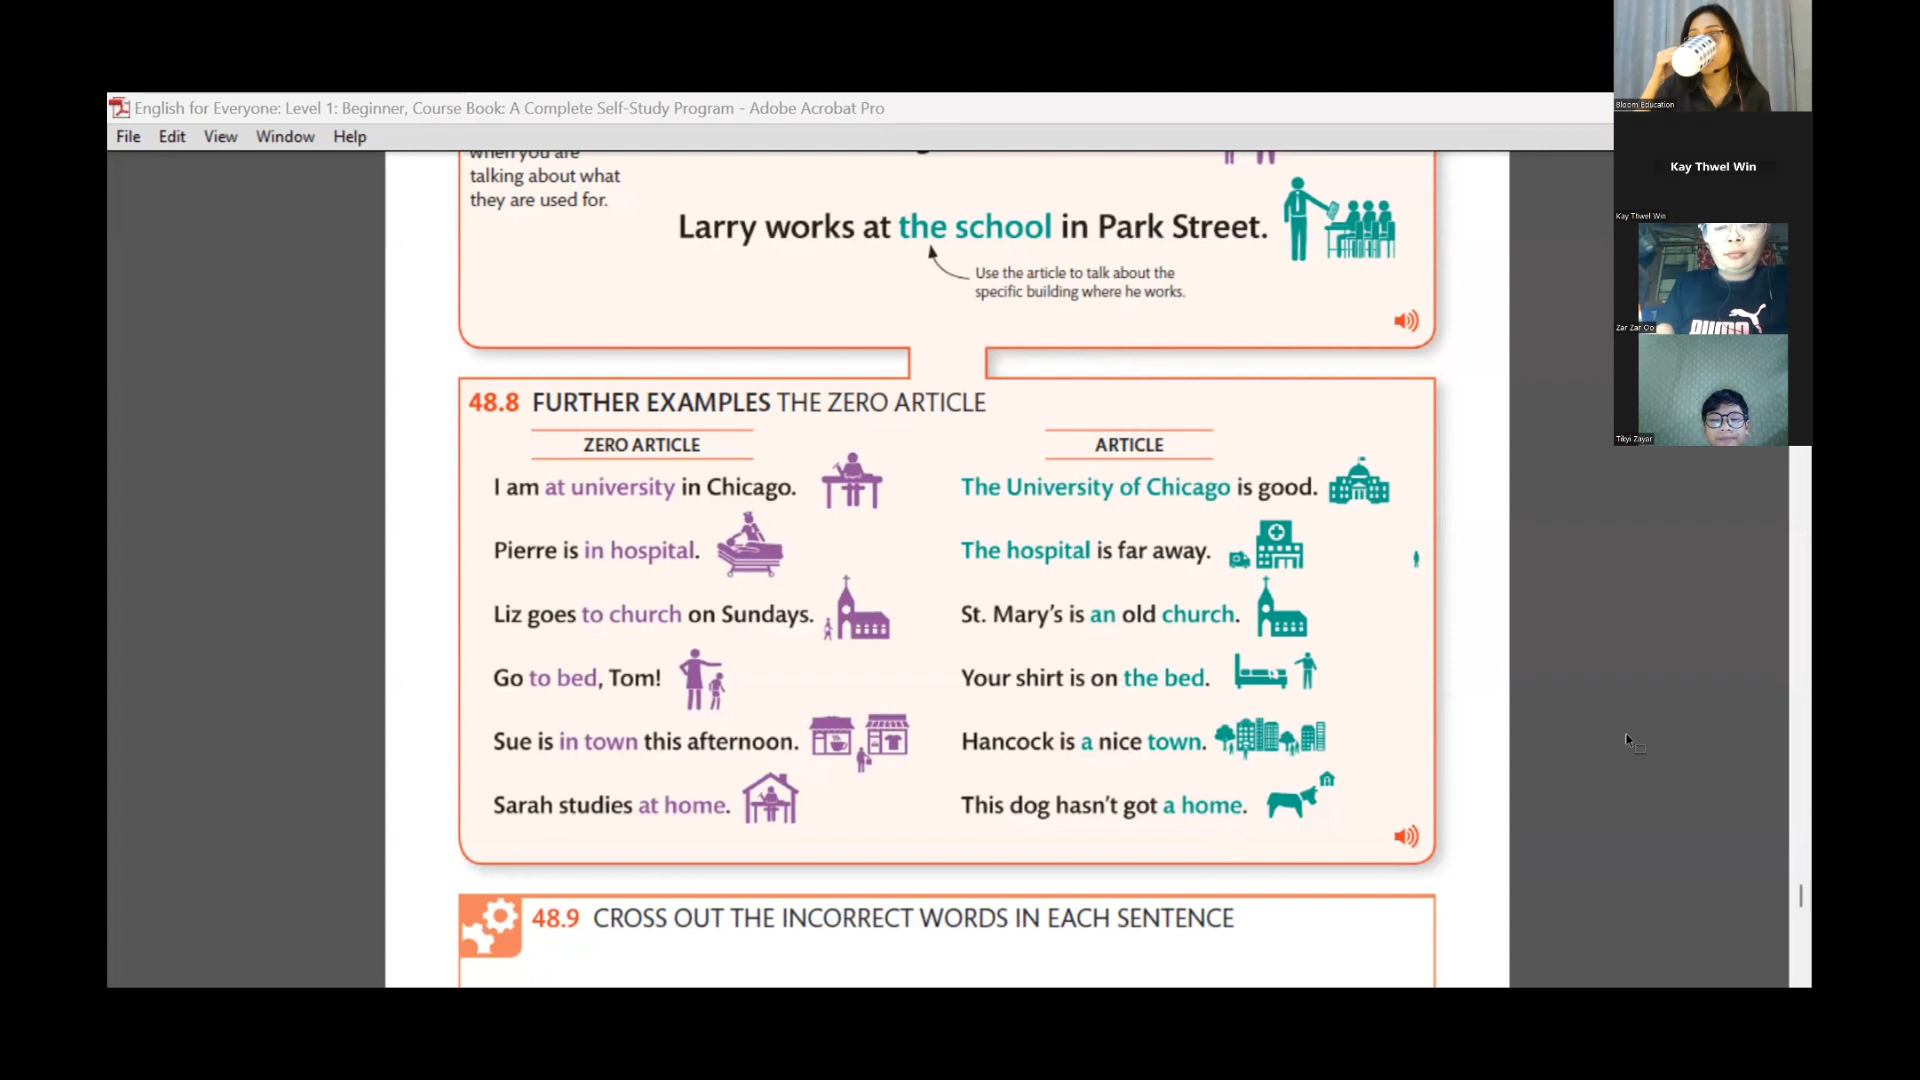 English for Everyone: Level 1: Beginner, Course Book: A Complete Self-Study Program - Adobe Acrobat Pro
File Edit View Window Help
when you are
talking about what
they are used for.
Larry works at the school in Park Street.
Use the article to talk about the
specific building where he works.
48.8 FURTHER EXAMPLES THE ZERO ARTICLE
ZERO ARTICLE
ARTICLE
I am at university in Chicago.
The University of Chicago is good.
Pierre is in hospital.
The hospital is far away.
Liz goes to church on Sundays.
St. Mary's is an old church.
Go to bed, Tom!
Your shirt is on the bed.
Sue is in town this afternoon.
Hancock is a nice town.
Sarah studies at home.
This dog hasn't got a home.
48.9 CROSS OUT THE INCORRECT WORDS IN EACH SENTENCE
Bloom Education
Kay Thwel Win
Kay Thwel Win
PUMA
Zar Zar Oo
Tikyi Zayar